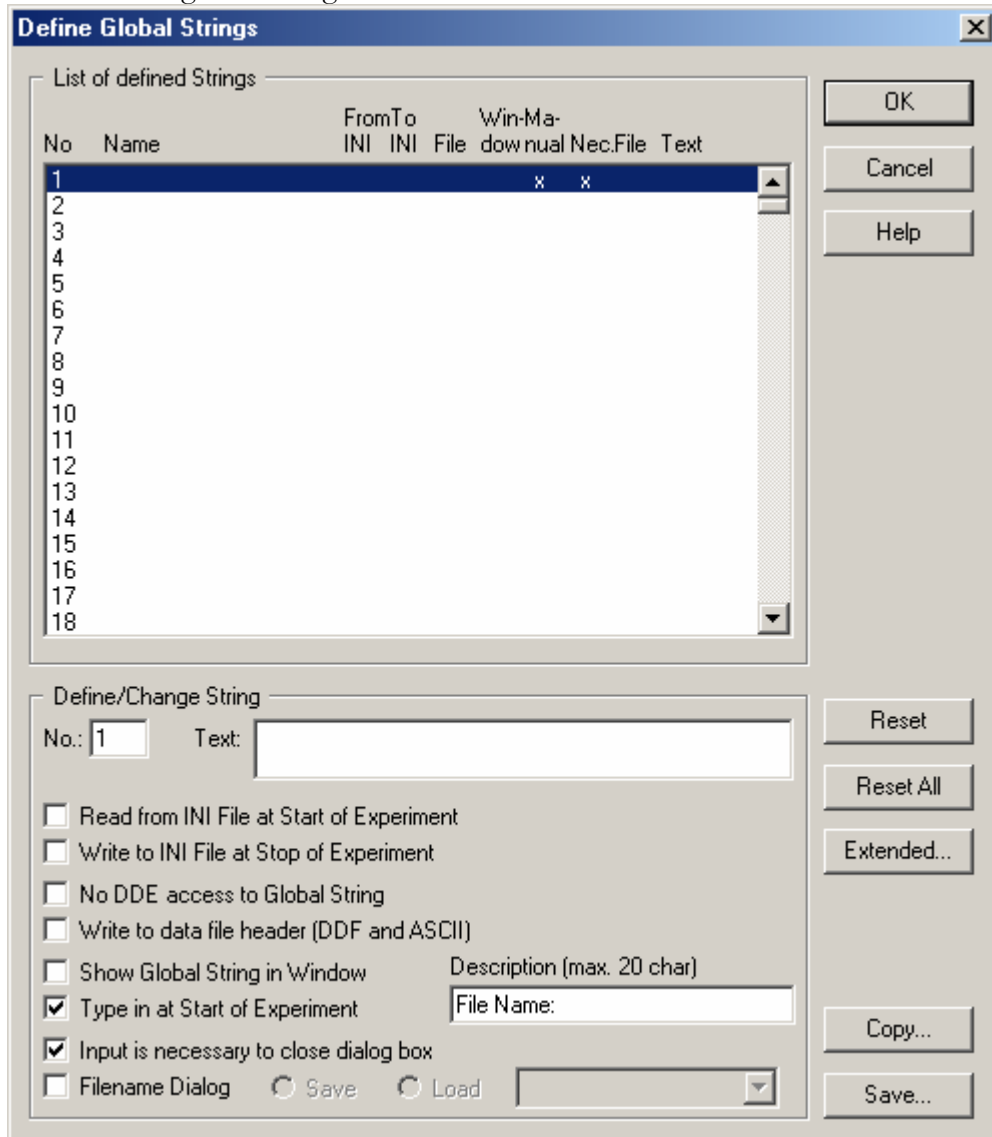 Define Global Strings
List of defined Strings
OK
FromTo Win-Ma-
No Name INI INI File dow nual Nec.File Text
1 x x
Cancel
2
3
Help
4
5
6
7
8
9
10
11
12
13
14
15
16
17
18
Define/Change String
Reset
No.: 1 Text:
Reset All
Read from INI File at Start of Experiment
Write to INI File at Stop of Experiment
Extended...
No DDE access to Global String
Write to data file header (DDF and ASCII)
Show Global String in Window Description (max. 20 char)
Type in at Start of Experiment File Name:
Copy...
Input is necessary to close dialog box
Filename Dialog Save Load
Save...